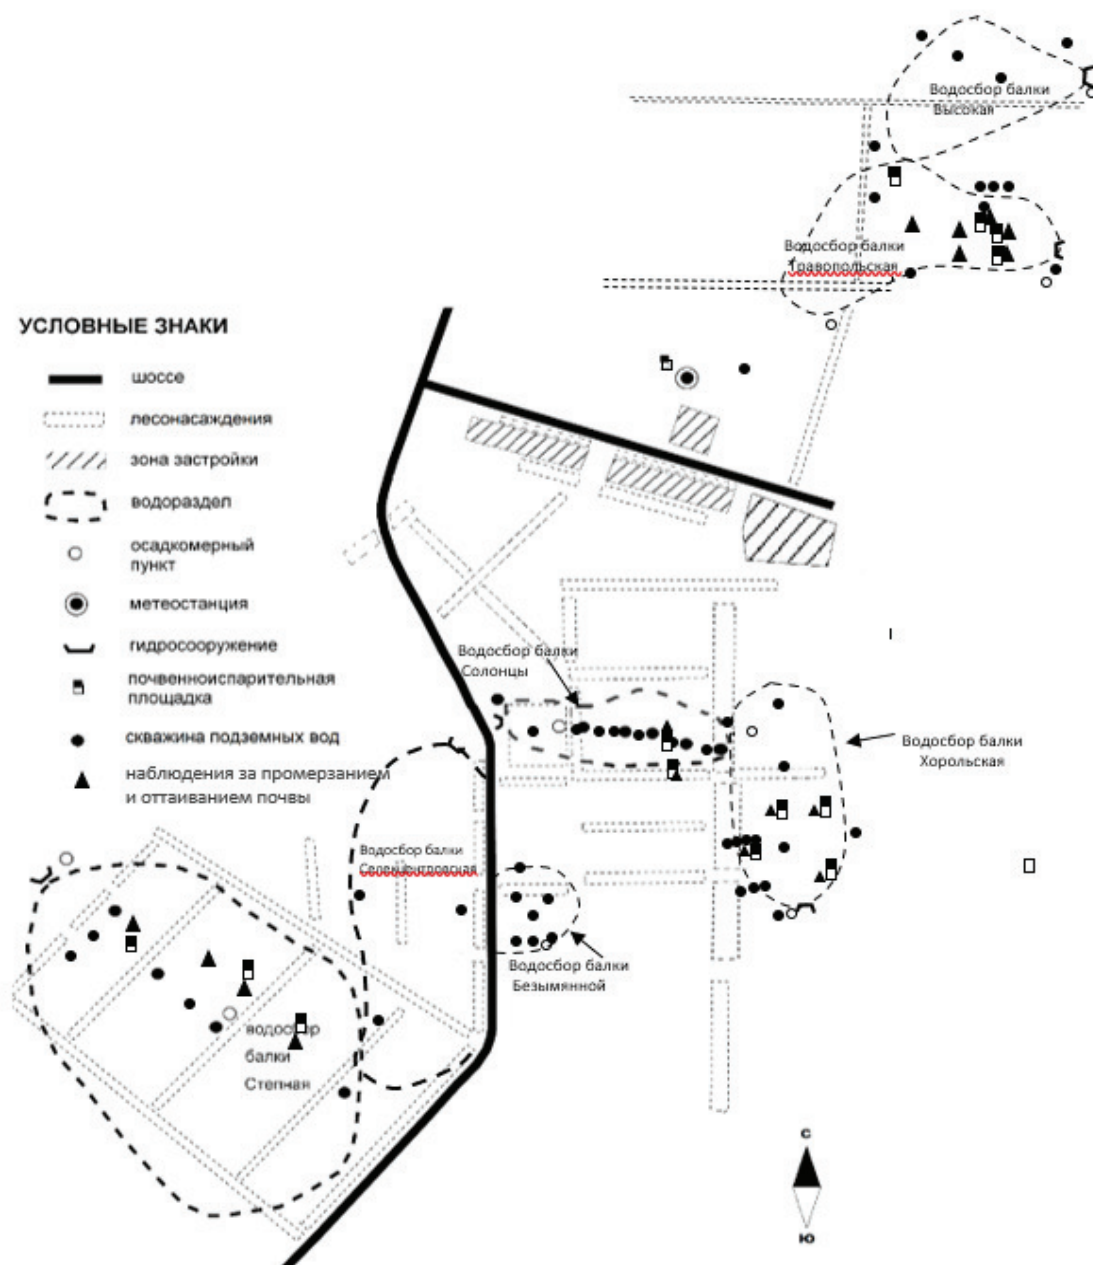 Водосбор балки
Высокая
Водосбор балки
Травопольская
УСЛОВНЫЕ ЗНАКИ
шоссе
лесонасаждения
зона застройки
водораздел
осадкомерный
пункт
метеостанция
гидросооружение
почвенноиспарительная
площадка
скважина подземных вод
наблюдения за промерзанием
и оттаиванием почвы
Водосбор балки
Солонцы
Водосбор балки
Хорольская
Водосбор балки
Водосбор балки
Безымянной
водосбор
балки
Степная
С
Ю